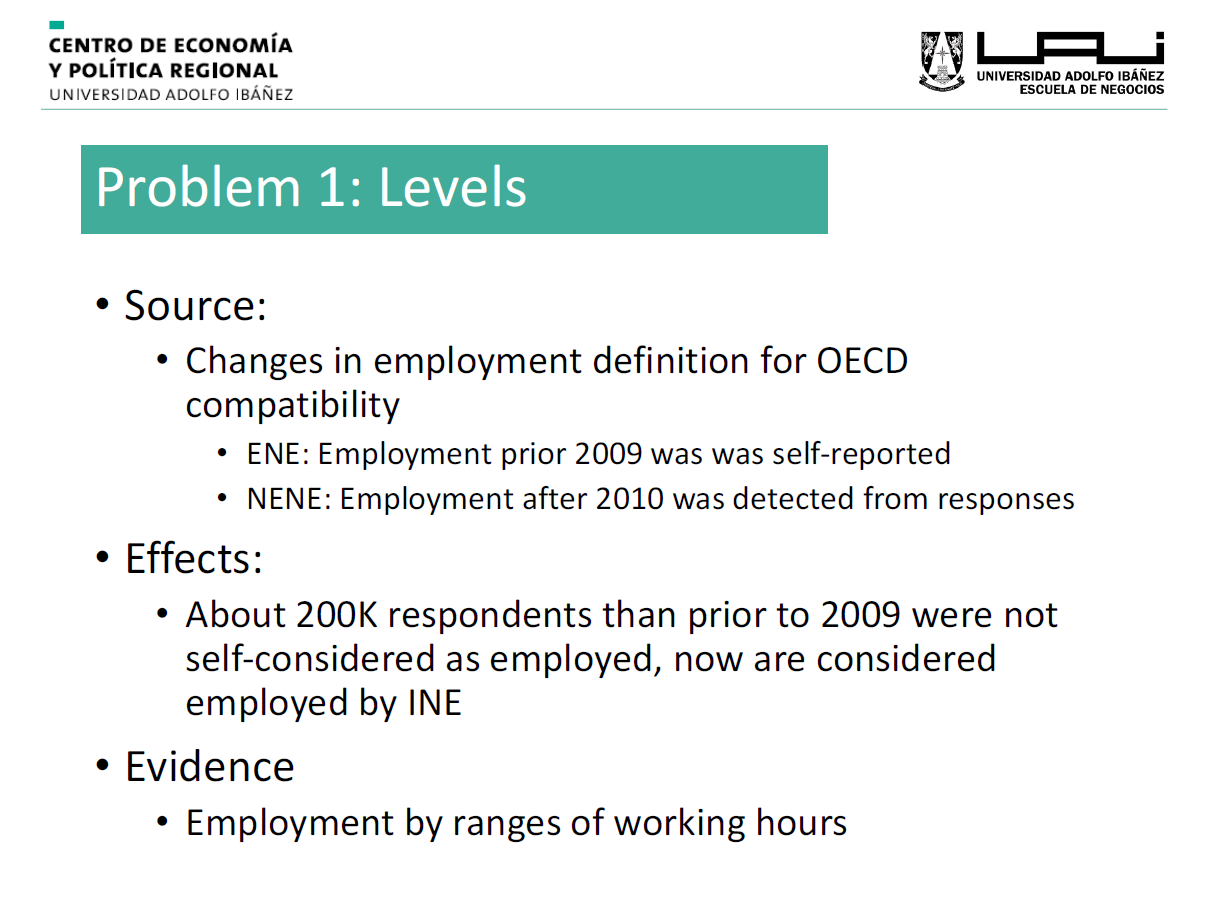 CENTRO DE ECONOMÍA
Y POLÍTICA REGIONAL
UNIVERSIDAD ADOLFO IBÁÑEZ
UAI
UNIVERSIDAD ADOLFO IBÁÑEZ
ESCUELA DE NEGOCIOS
Problem 1: Levels
• Source:
• Changes in employment definition for OECD
compatibility
• ENE: Employment prior 2009 was was self-reported
• NENE: Employment after 2010 was detected from responses
• Effects:
• About 200K respondents than prior to 2009 were not
self-considered as employed, now are considered
employed by INE
• Evidence
• Employment by ranges of working hours